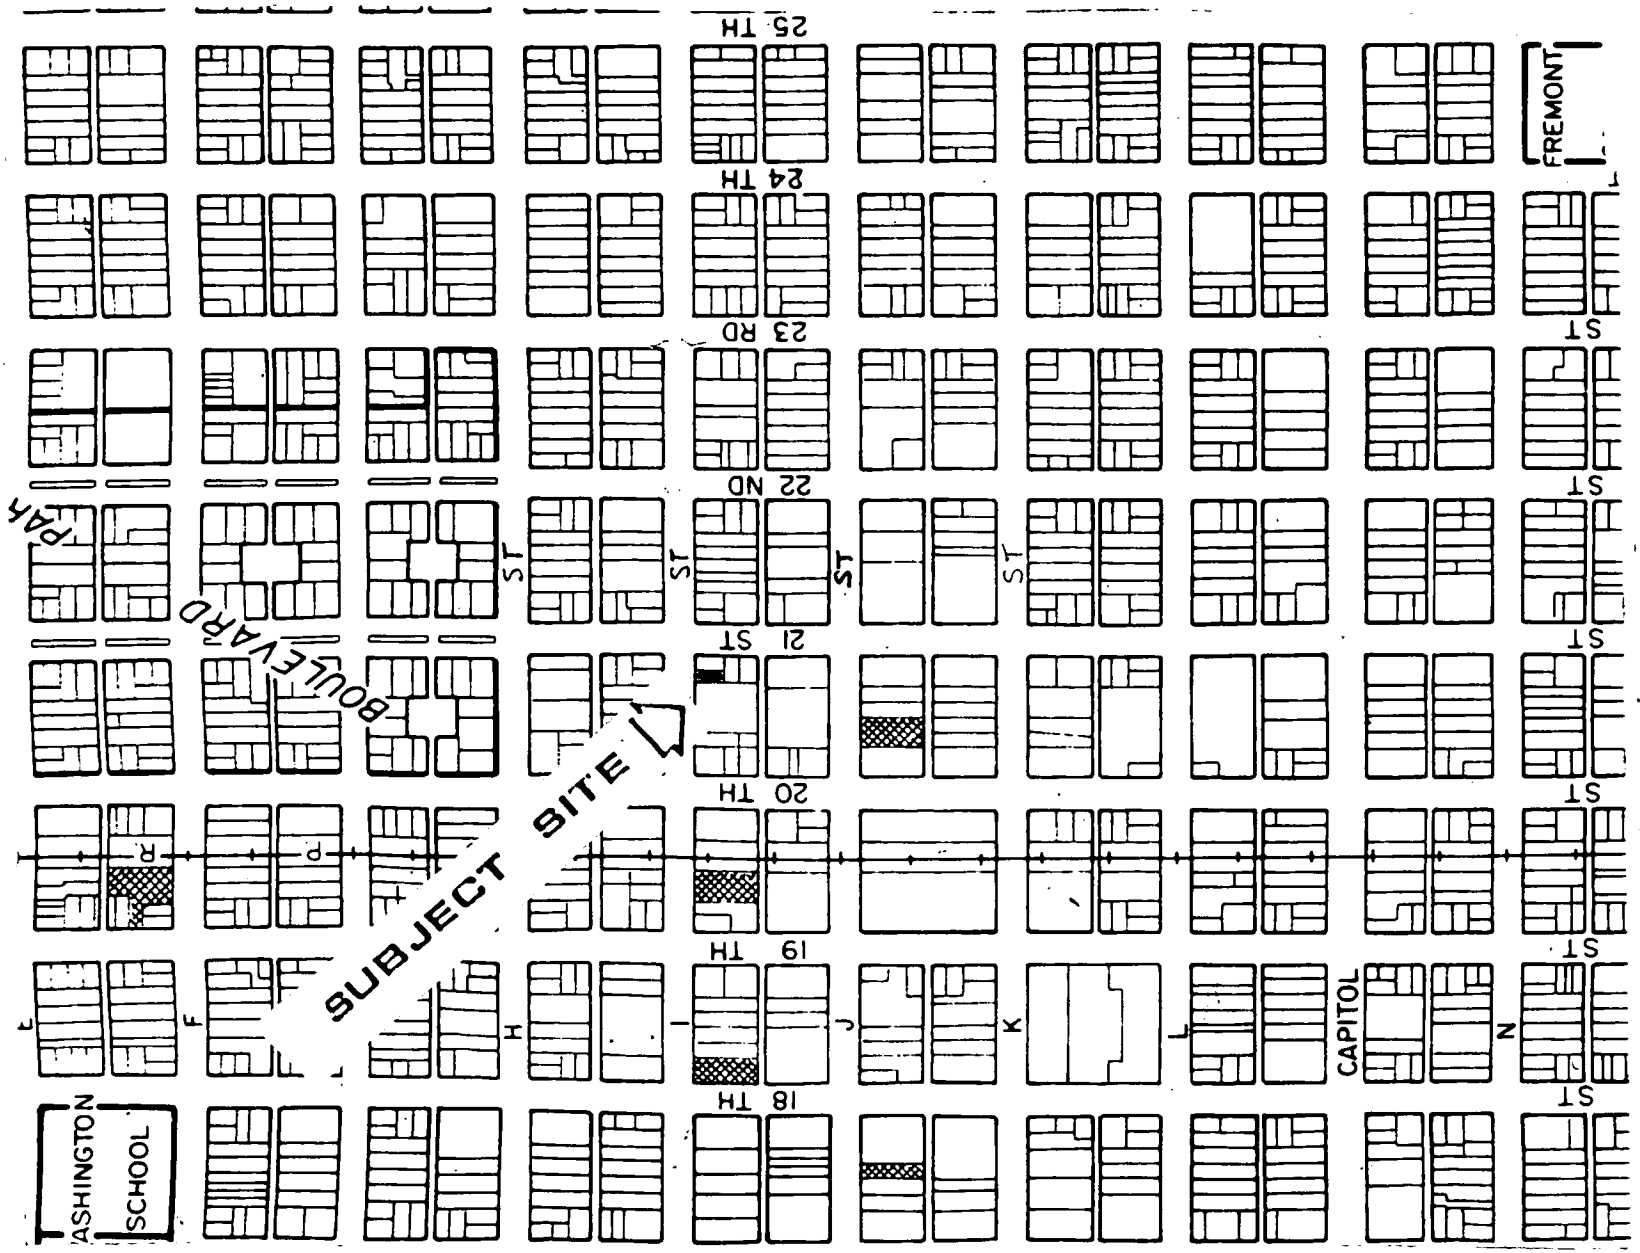 25 TH
FREMONT
24 TH
23 RD
ST
22 ND
ST
PAR
ST
ST
ST
ST
BOULEVARD
21 ST
ST
SUBJECT SITE
20 TH
ST
R
P
19 TH
ST
F
H
I
J
K
L
CAPITOL
N
18 TH
ST
ASHINGTON
SCHOOL